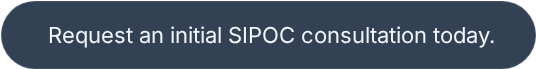 Request an initial SIPOC consultation today.